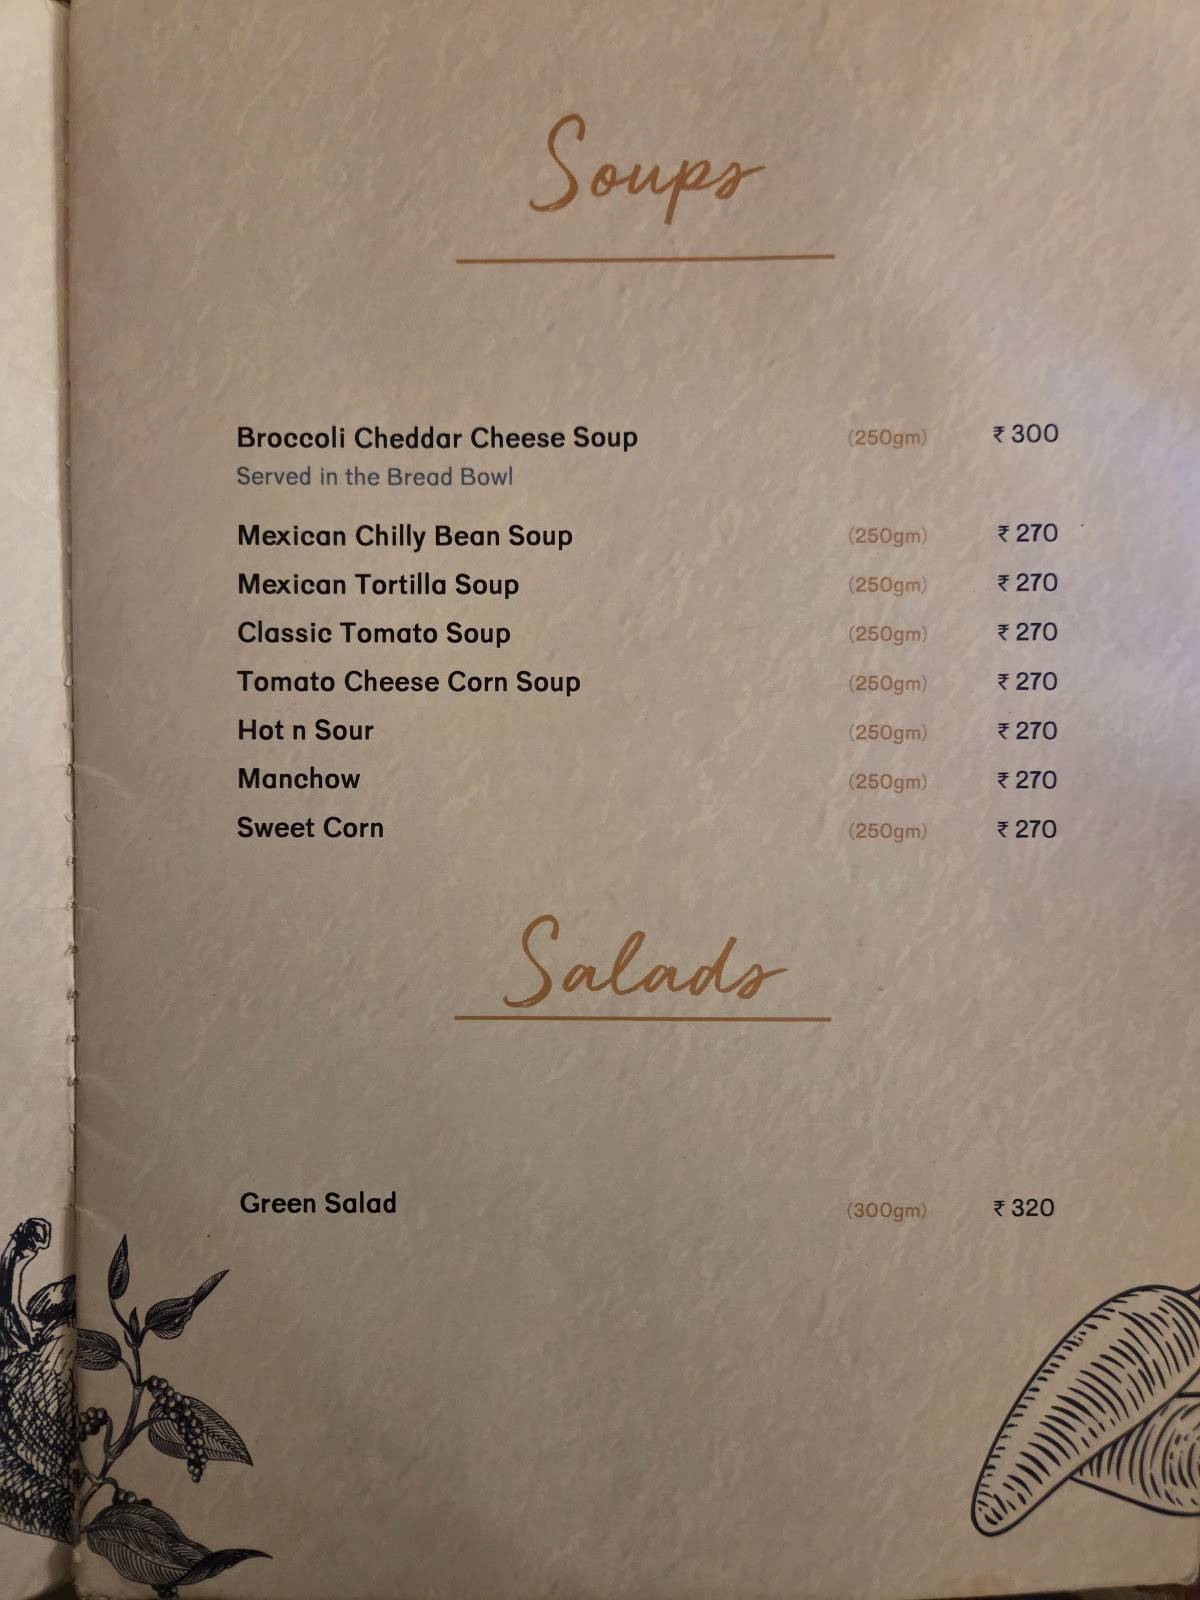 Soups
Broccoli Cheddar Cheese Soup (250gm) ₹ 300
Served in the Bread Bowl
Mexican Chilly Bean Soup (250gm) ₹ 270
Mexican Tortilla Soup (250gm) ₹ 270
Classic Tomato Soup (250gm) ₹ 270
Tomato Cheese Corn Soup (250gm) ₹ 270
Hot n Sour (250gm) ₹ 270
Manchow (250gm) ₹ 270
Sweet Corn (250gm) ₹ 270
Salads
Green Salad (300gm) ₹ 320